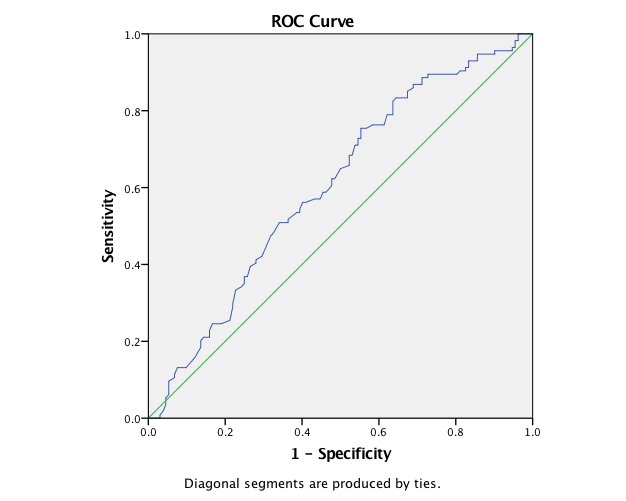 ROC Curve
1.0
0.8
0.6
0.4
0.2
0.0
Sensitivity
0.0 0.2 0.4 0.6 0.8 1.0
1 - Specificity
Diagonal segments are produced by ties.